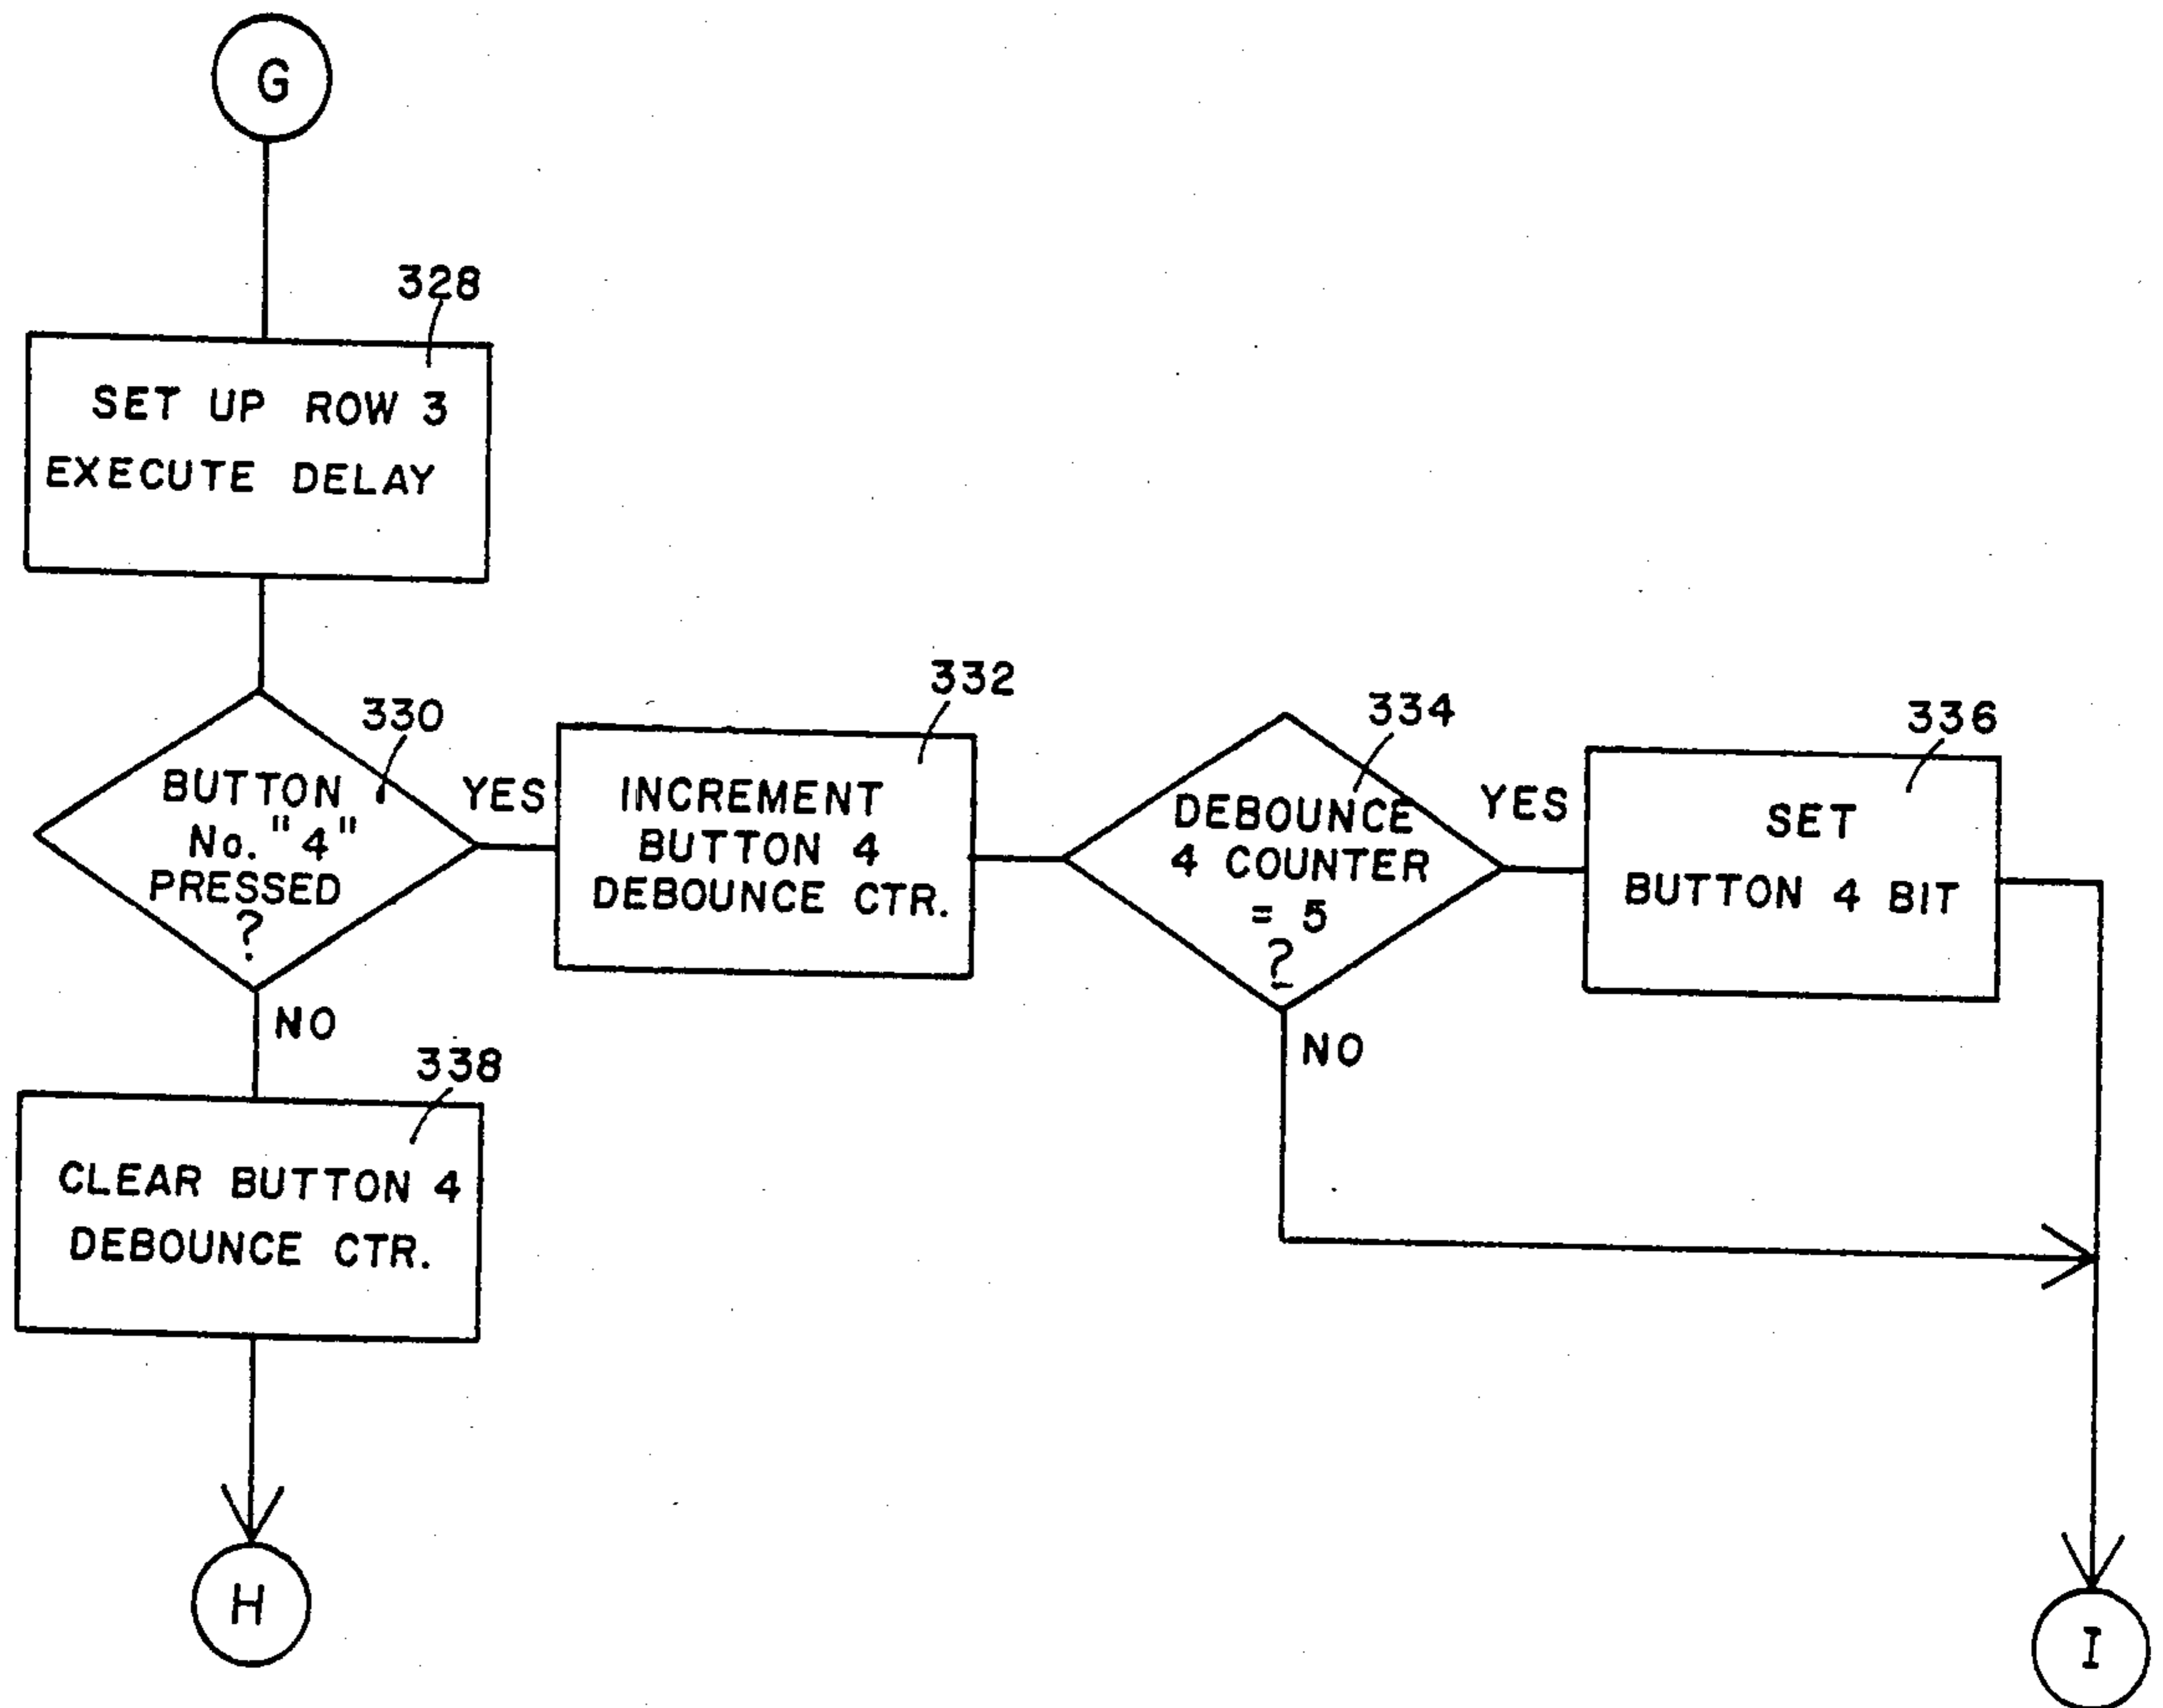 G
328
SET UP ROW 3
EXECUTE DELAY
330
BUTTON
No. "4"
PRESSED
?
YES
332
INCREMENT
BUTTON 4
DEBOUNCE CTR.
334
DEBOUNCE
4 COUNTER
= 5
?
YES
336
SET
BUTTON 4 BIT
NO
NO
338
CLEAR BUTTON 4
DEBOUNCE CTR.
H
I